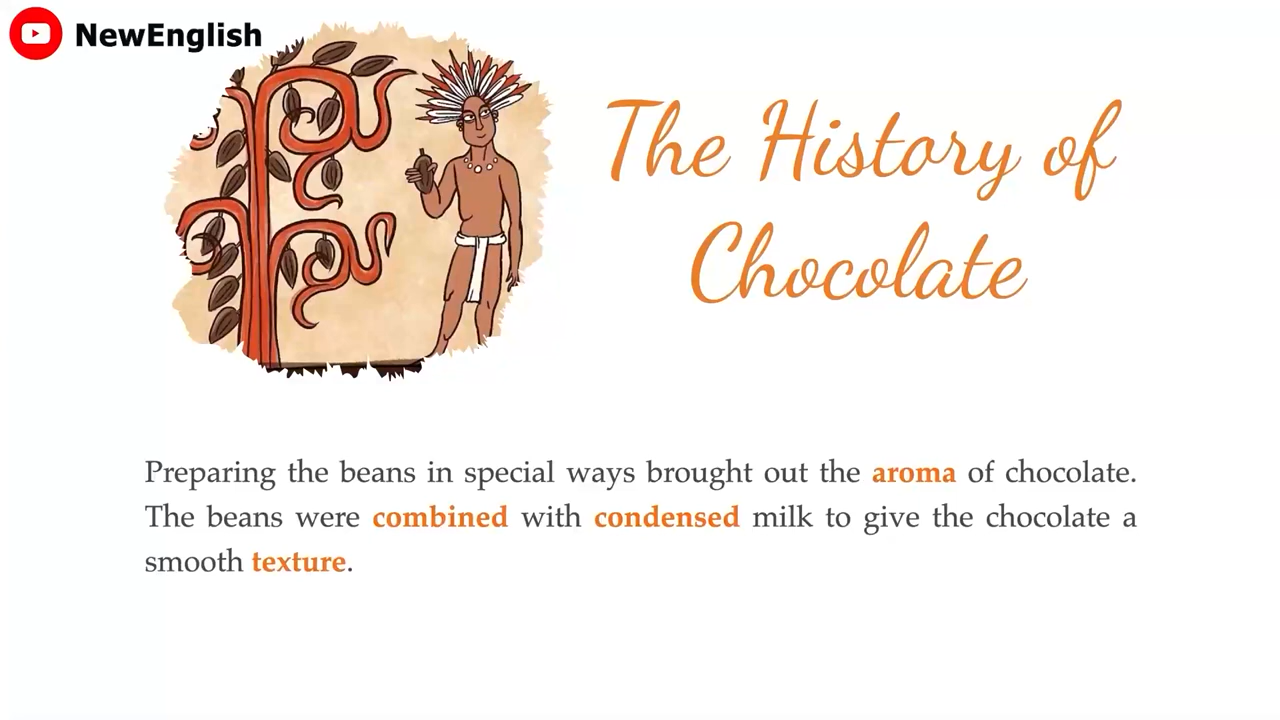 NewEnglish
The History of
Chocolate
Preparing the beans in special ways brought out the aroma of chocolate.
The beans were combined with condensed milk to give the chocolate a
smooth texture.